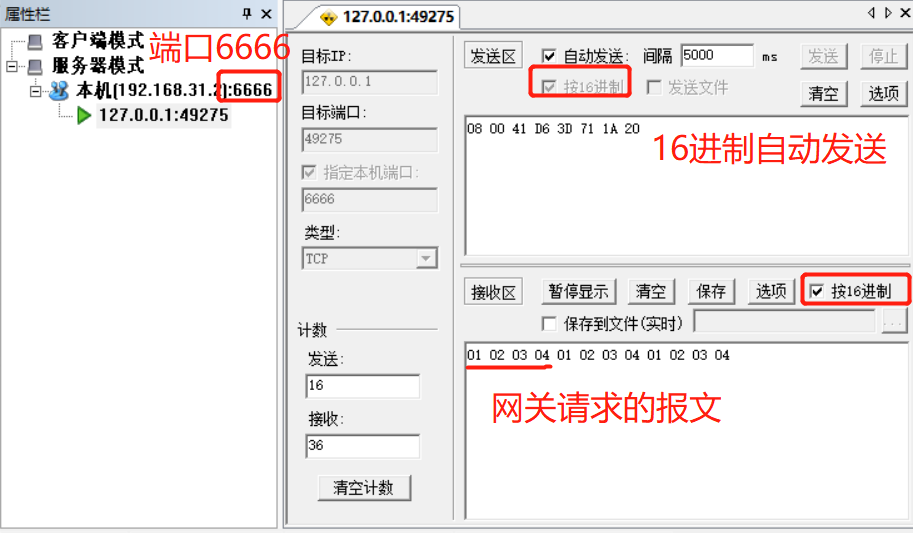 属性栏
客户端模式
端口6666
服务器模式
本机(192.168.31.2):6666
127.0.0.1:49275
127.0.0.1:49275
目标IP:
127.0.0.1
目标端口:
49275
指定本机端口:
6666
类型:
TCP
计数
发送:
16
接收:
36
清空计数
发送区
自动发送:
间隔
5000
ms
发送
停止
按16进制
发送文件
清空
选项
08 00 41 D6 3D 71 1A 20
16进制自动发送
接收区
暂停显示
清空
保存
选项
按16进制
保存到文件(实时)
...
01 02 03 04 01 02 03 04 01 02 03 04
网关请求的报文